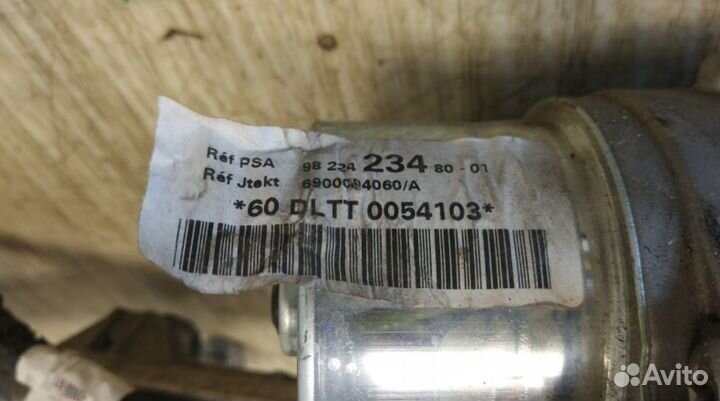 Réf PSA 98 224 234 80 - 01
Réf Jtekt 6900004060/A
*60 DLTT 0054103*
Avito